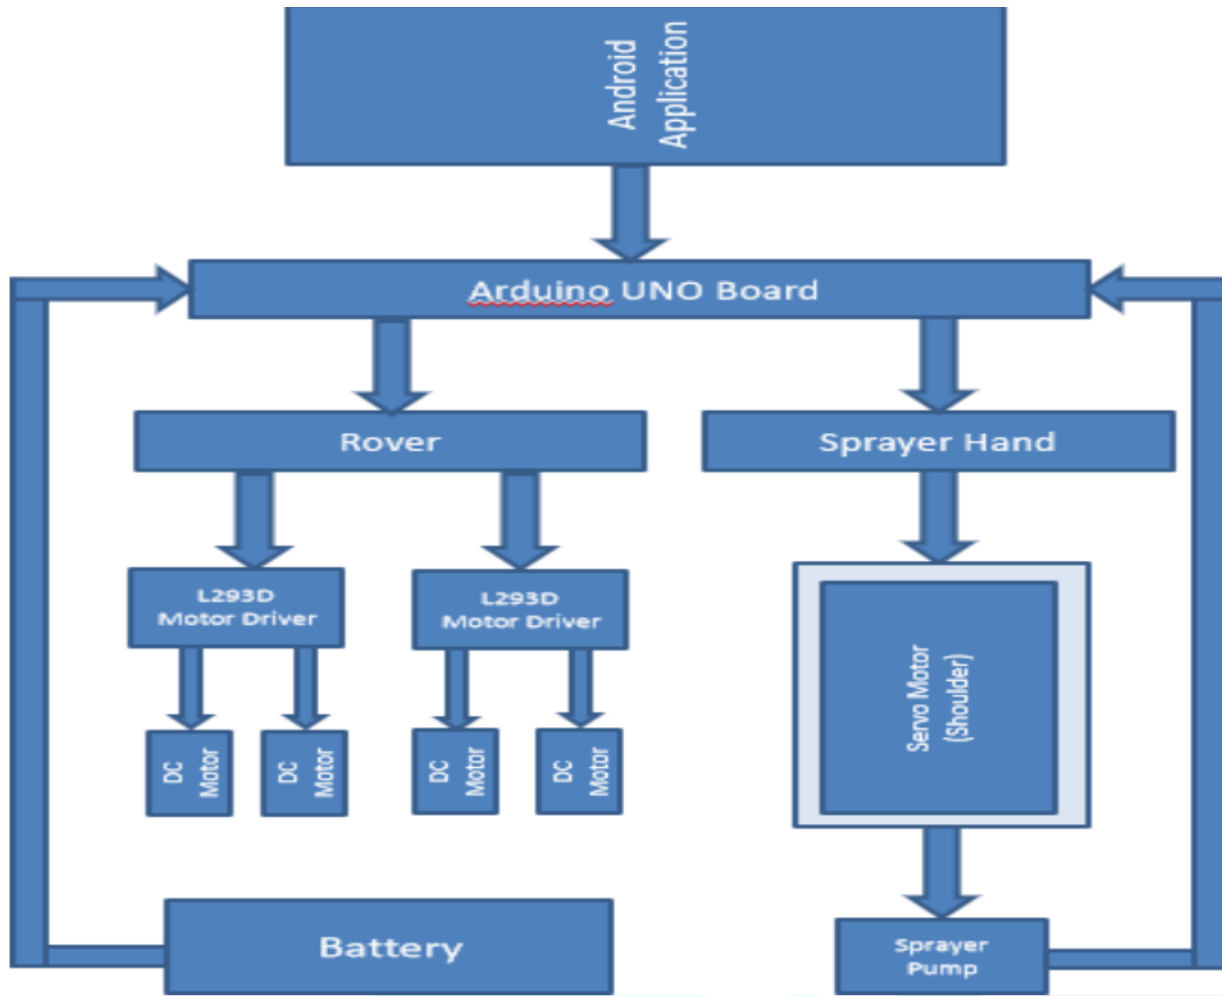 Android
Application
Arduino UNO Board
Rover
Sprayer Hand
L293D
Motor Driver
L293D
Motor Driver
Servo Motor
(Shoulder)
DC
Motor
DC
Motor
DC
Motor
DC
Motor
Battery
Sprayer
Pump